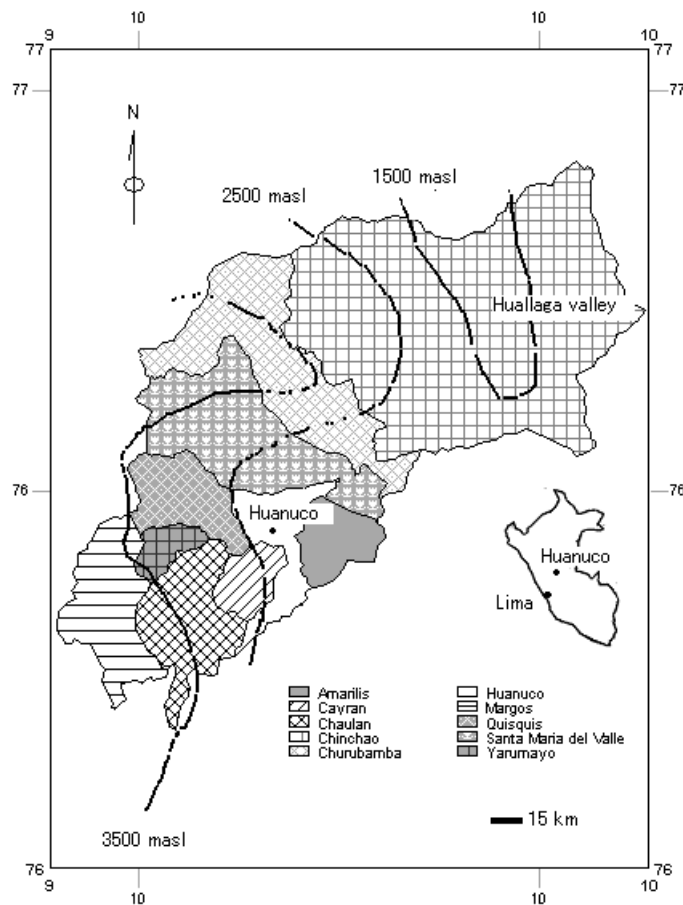 9 10 10 10
77 77
77 77
N
1500 masl
2500 masl
Huallaga valley
76 76
Huanuco
Huanuco
Lima
Amarilis Huanuco
Cayran Margos
Chaulan Quisquis
Chinchao Santa Maria del Valle
Churubamba Yarumayo
15 km
3500 masl
76 76
9 10 10 10